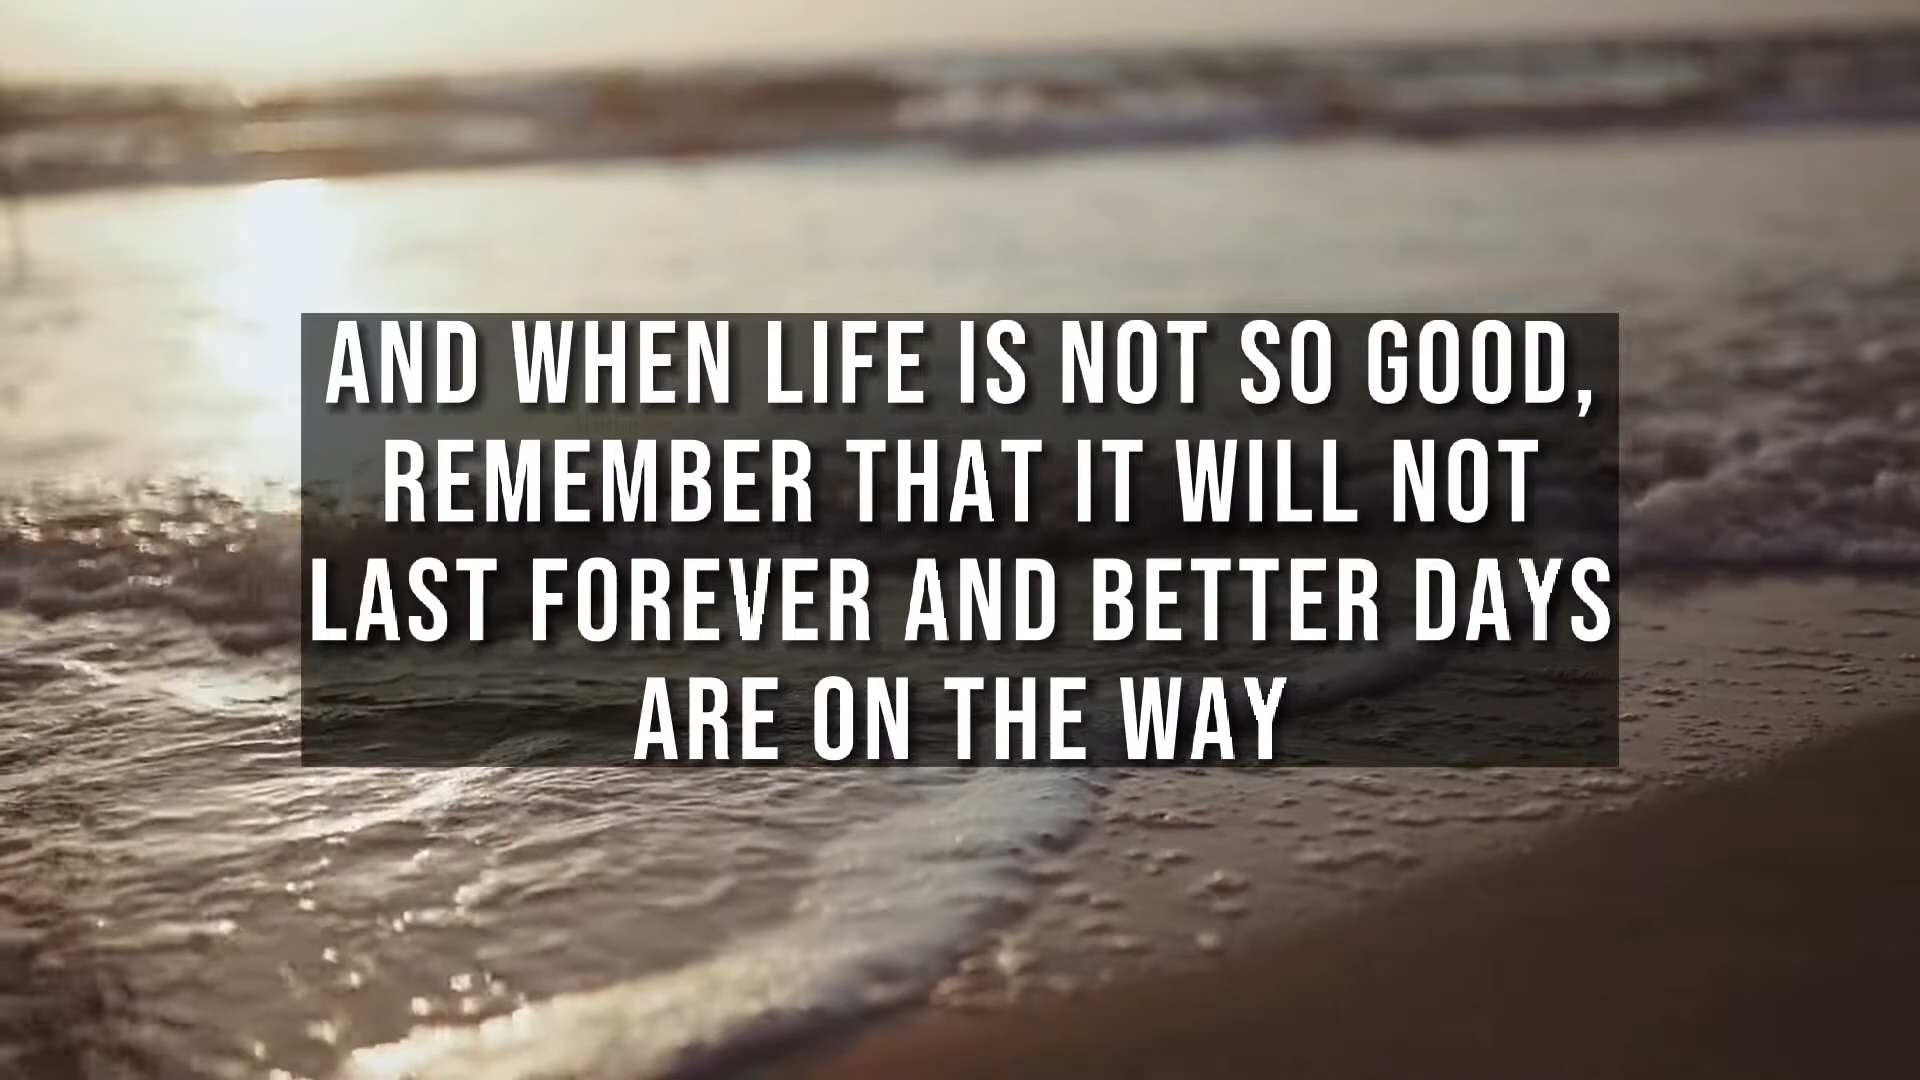 AND WHEN LIFE IS NOT SO GOOD,
REMEMBER THAT IT WILL NOT
LAST FOREVER AND BETTER DAYS
ARE ON THE WAY